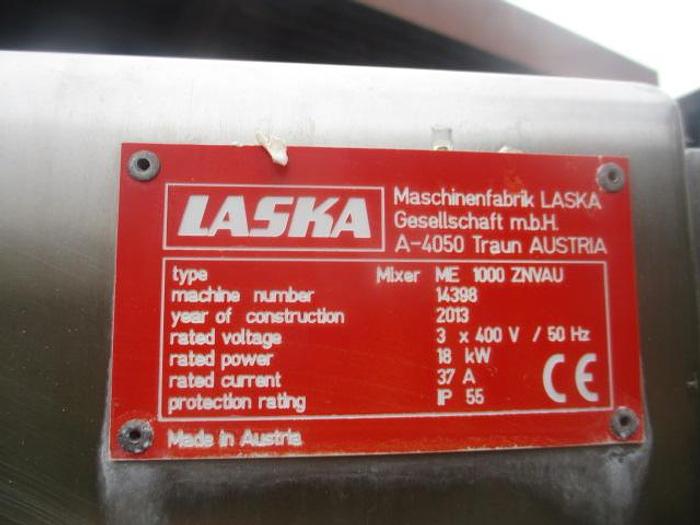 LASKA
Maschinenfabrik LASKA
Gesellschaft m.b.H.
A-4050 Traun AUSTRIA
type Mixer ME 1000 ZNVAU
machine number 14398
year of construction 2013
rated voltage 3 x 400 V / 50 Hz
rated power 18 kW
rated current 37 A
protection rating IP 55
CE
Made in Austria